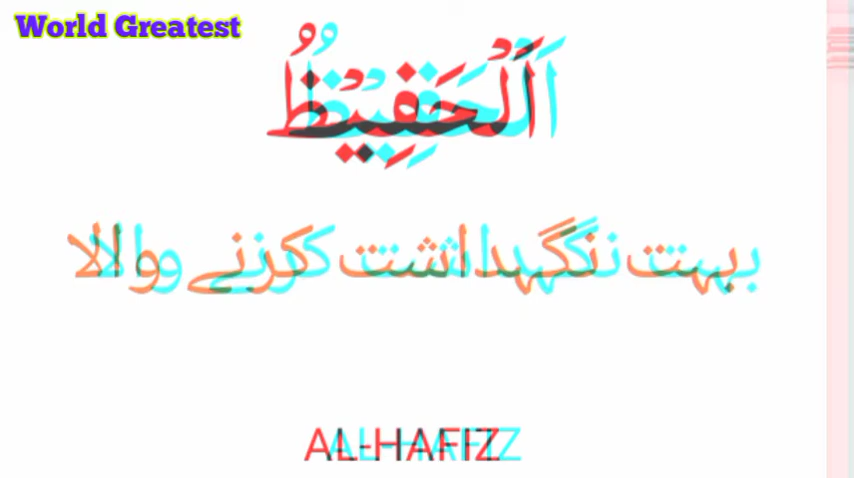 World Greatest
اَلْحَفِيْظُ
بہت نگہداشت کرنے والا
AL-HAFIZ